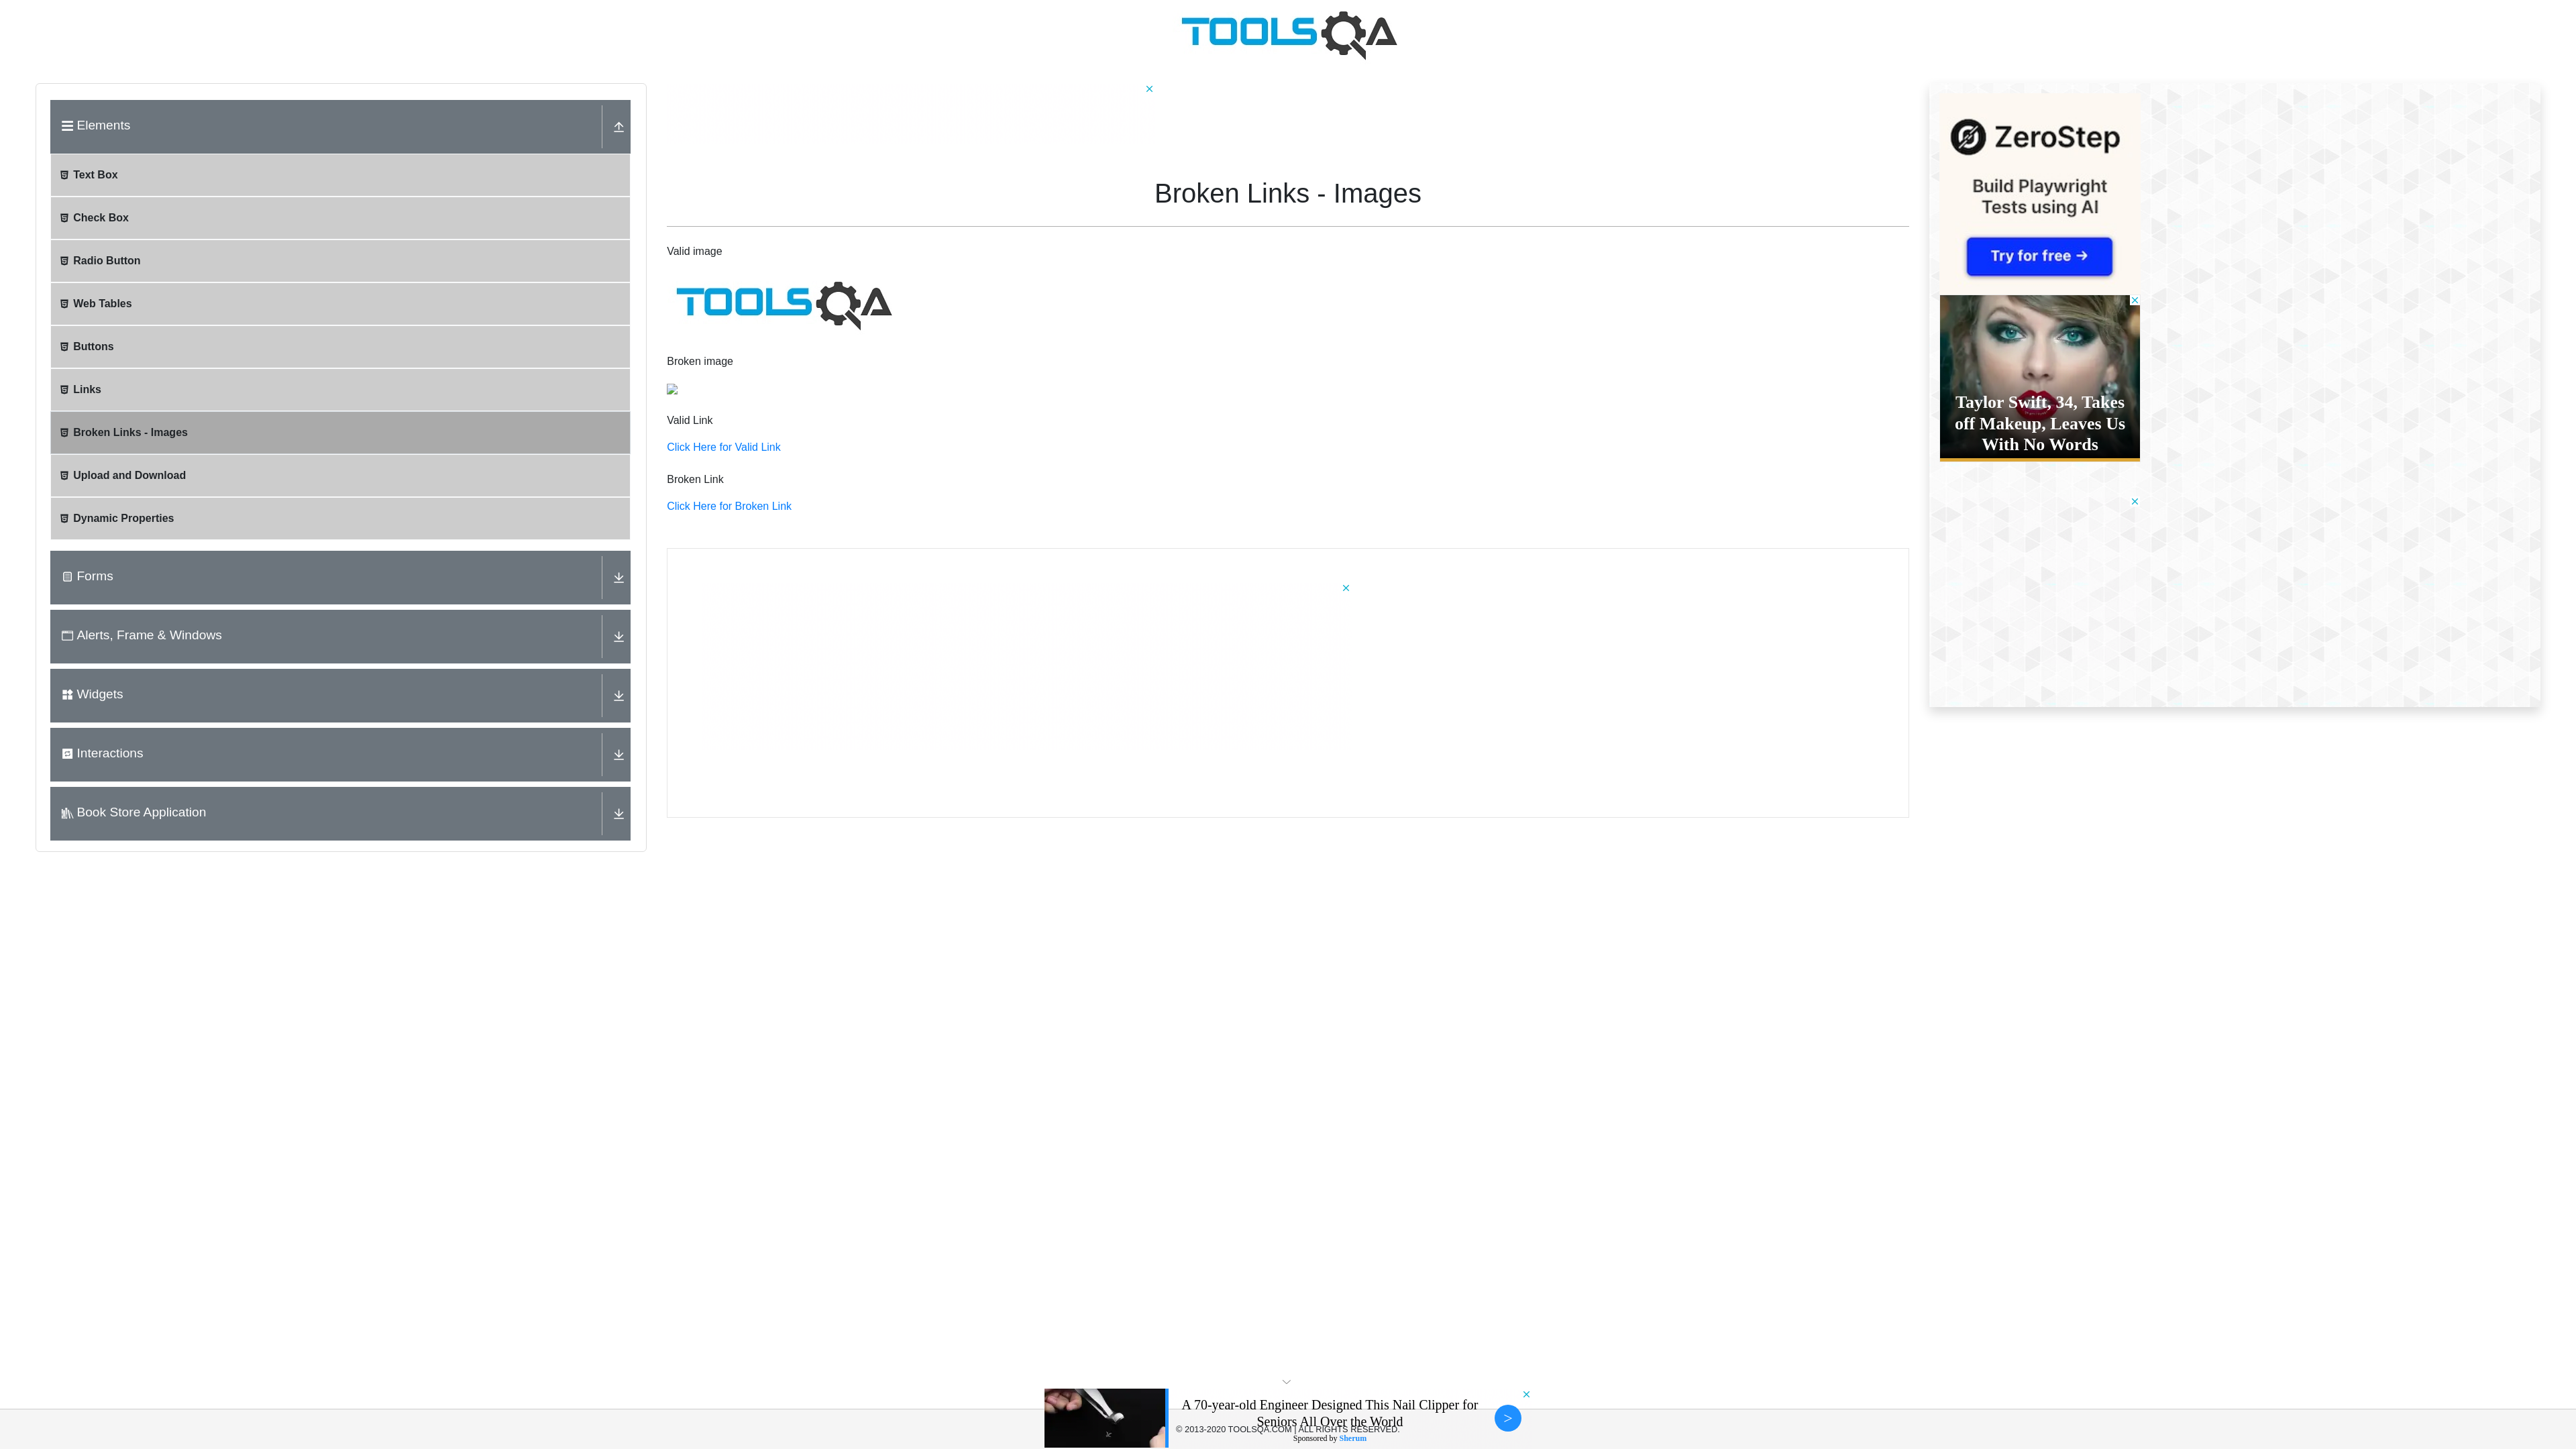 TOOLSQA
Elements
Text Box
Check Box
Radio Button
Web Tables
Buttons
Links
Broken Links - Images
Upload and Download
Dynamic Properties
Forms
Alerts, Frame & Windows
Widgets
Interactions
Book Store Application
Broken Links - Images
Valid image
TOOLSQA
Broken image
Valid Link
Click Here for Valid Link
Broken Link
Click Here for Broken Link
ZeroStep
Build Playwright
Tests using AI
Try for free →
Taylor Swift, 34, Takes
off Makeup, Leaves Us
With No Words
A 70-year-old Engineer Designed This Nail Clipper for
Seniors All Over the World
© 2013-2020 TOOLSQA.COM | ALL RIGHTS RESERVED.
Sponsored by Sherum
>